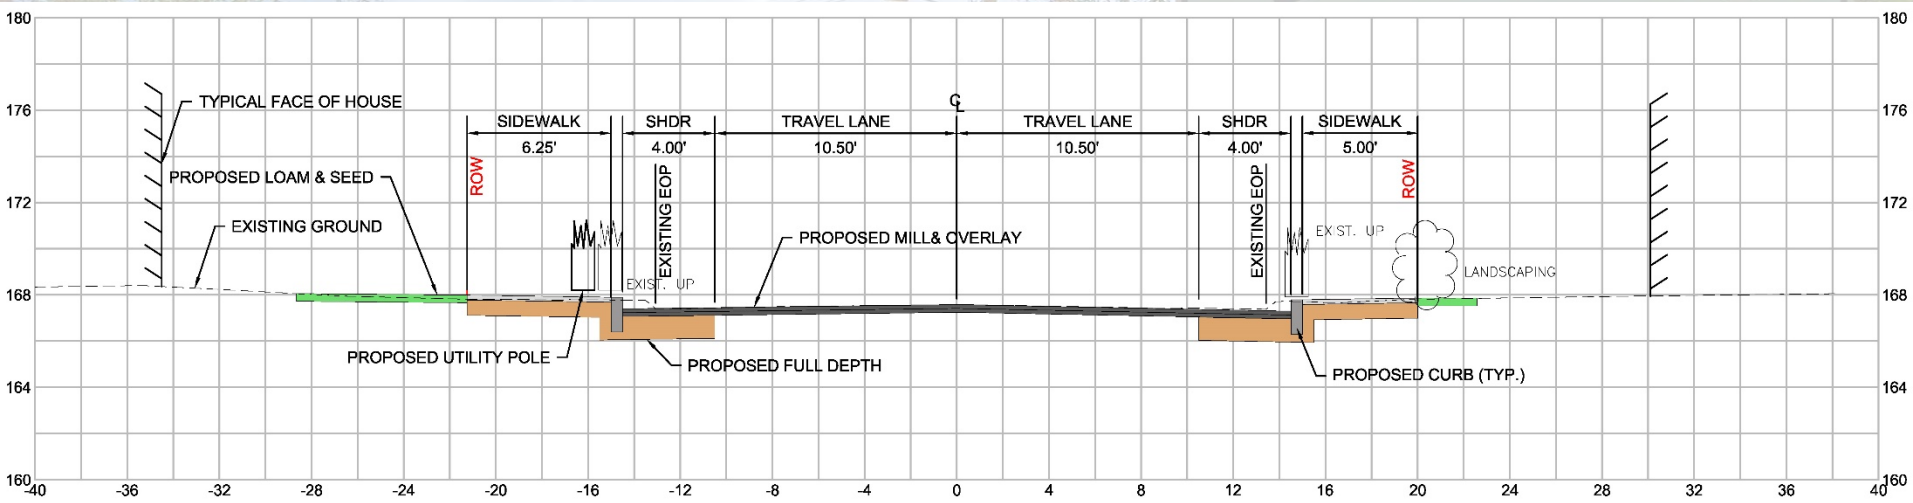 180
180
℄
TYPICAL FACE OF HOUSE
176
176
SIDEWALK
SHDR
TRAVEL LANE
TRAVEL LANE
SHDR
SIDEWALK
6.25'
4.00'
10.50'
10.50'
4.00'
5.00'
ROW
ROW
PROPOSED LOAM & SEED
EXISTING EOP
EXISTING EOP
172
172
EXISTING GROUND
PROPOSED MILL& OVERLAY
EXIST. UP
EXIST. UP
LANDSCAPING
168
168
PROPOSED UTILITY POLE
PROPOSED FULL DEPTH
PROPOSED CURB (TYP.)
164
164
160
160
-40 -36 -32 -28 -24 -20 -16 -12 -8 -4 0 4 8 12 16 20 24 28 32 36 40